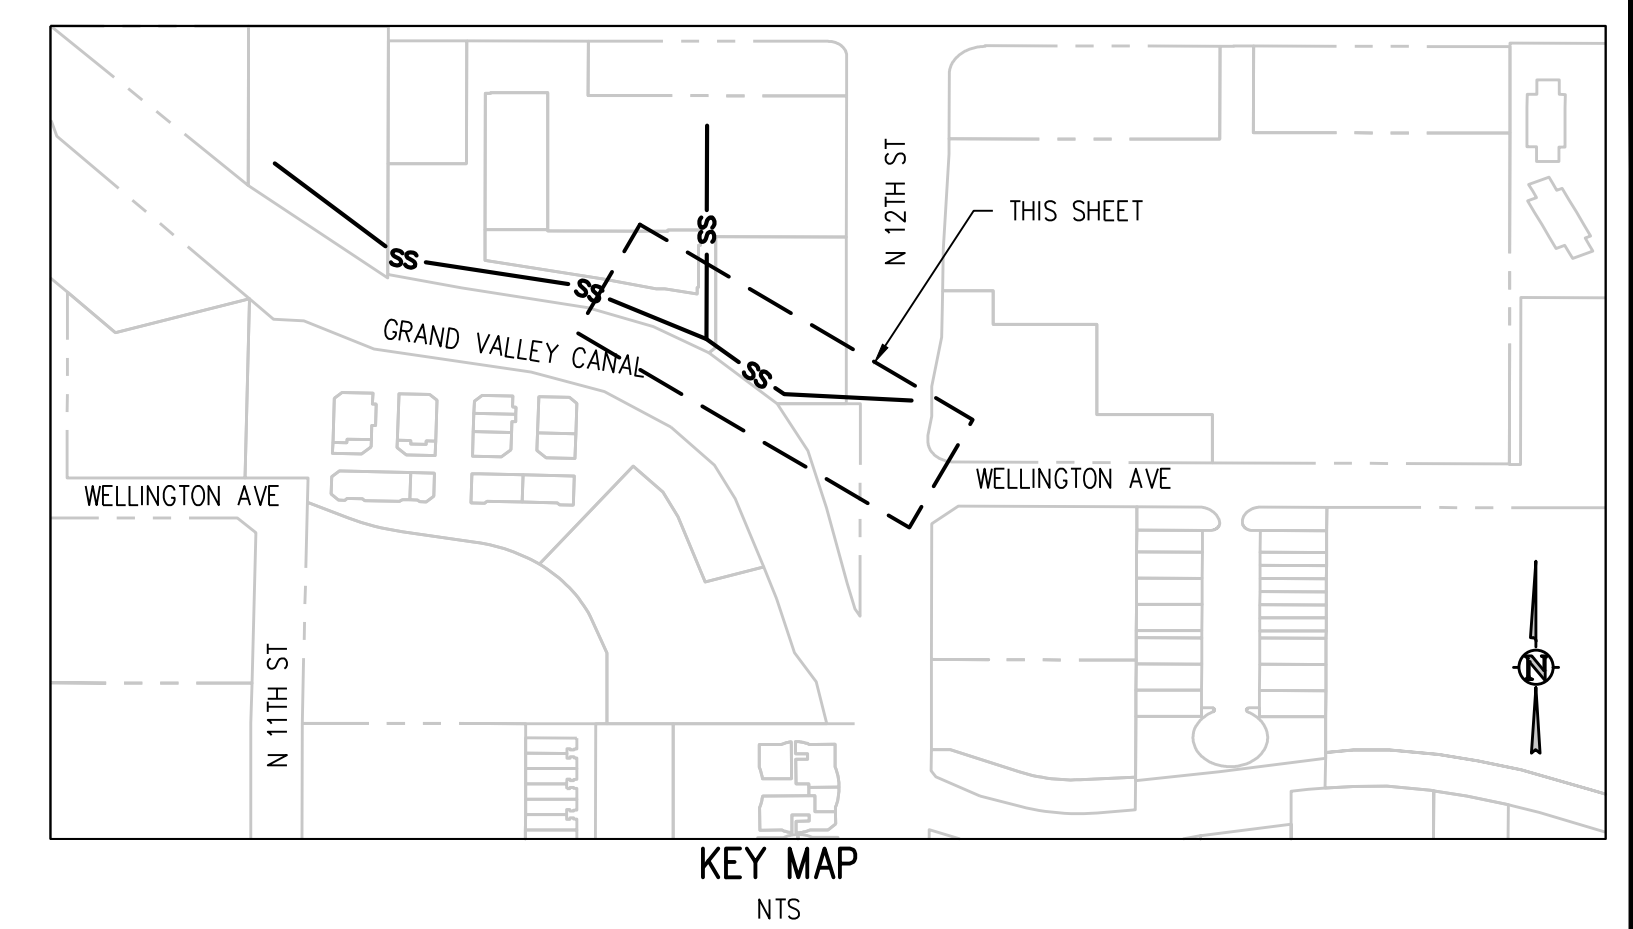 N 12TH ST
THIS SHEET
SS
SS
SS
GRAND VALLEY CANAL
SS
WELLINGTON AVE
WELLINGTON AVE
N 11TH ST
N
KEY MAP
NTS